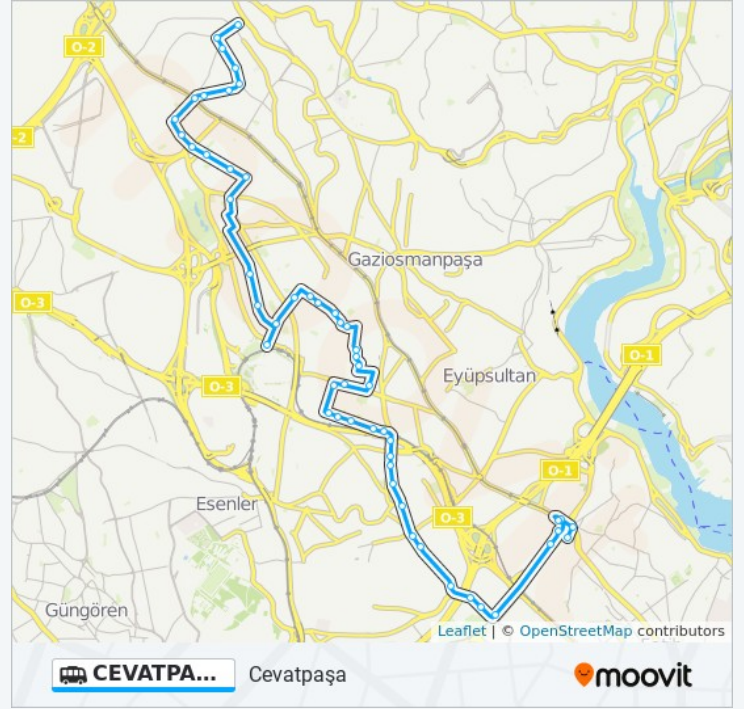 O-2
-2
Gaziosmanpaşa
O-3
O-1
Eyüpsultan
O-3
O-1
Esenler
O-3
Güngören
Leaflet | © OpenStreetMap contributors
CEVATPA... Cevatpaşa
moovit